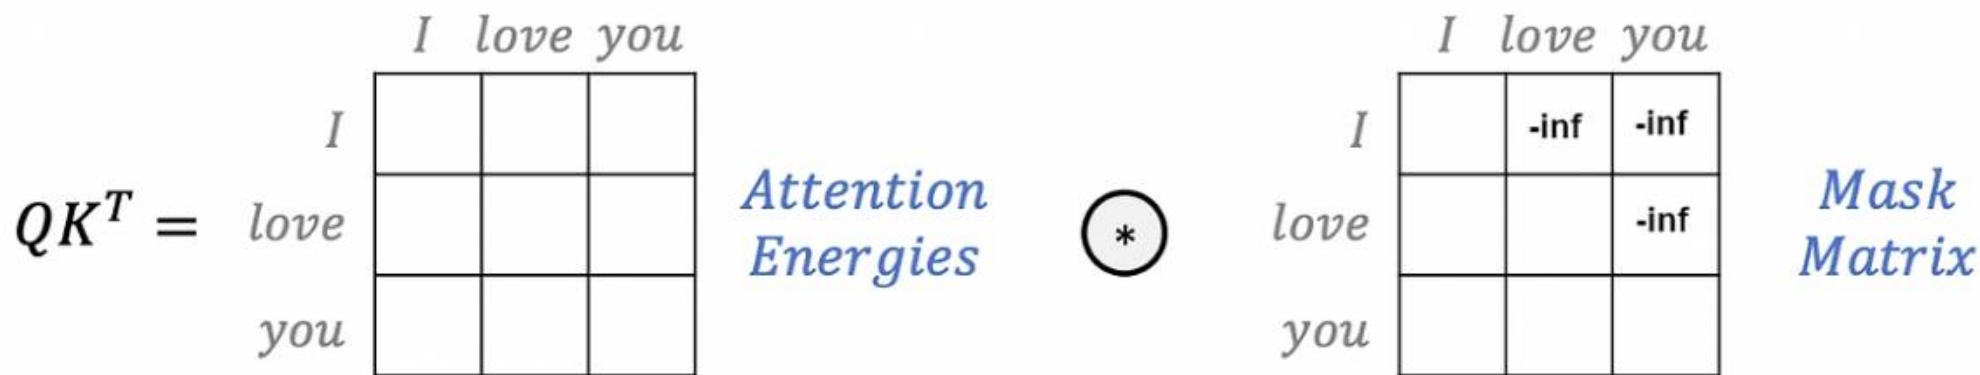 I love you
I love you
I
-inf -inf
I
QK^T =
love
Attention
Energies
*
love
-inf
Mask
Matrix
you
you